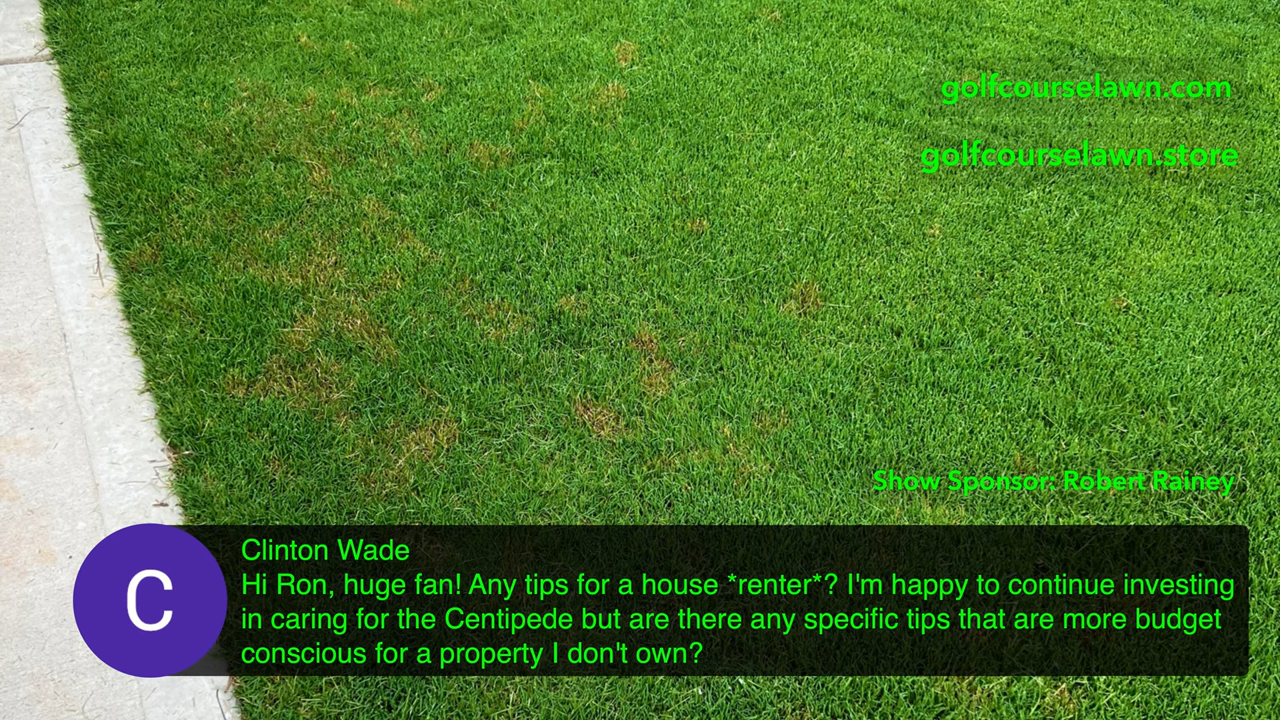 golfcourselawn.com
golfcourselawn.store
Show Sponsor: Robert Rainey
C
Clinton Wade
Hi Ron, huge fan! Any tips for a house *renter*? I'm happy to continue investing
in caring for the Centipede but are there any specific tips that are more budget
conscious for a property I don't own?